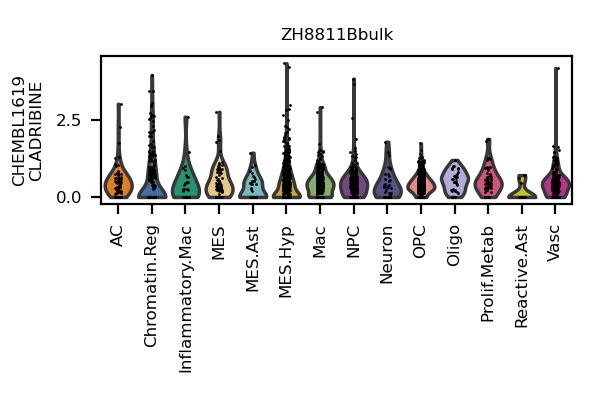 ZH8811Bbulk
CHEMBL1619
CLADRIBINE
2.5
0.0
AC
Chromatin.Reg
Inflammatory.Mac
MES
MES.Ast
MES.Hyp
Mac
NPC
Neuron
OPC
Oligo
Prolif.Metab
Reactive.Ast
Vasc